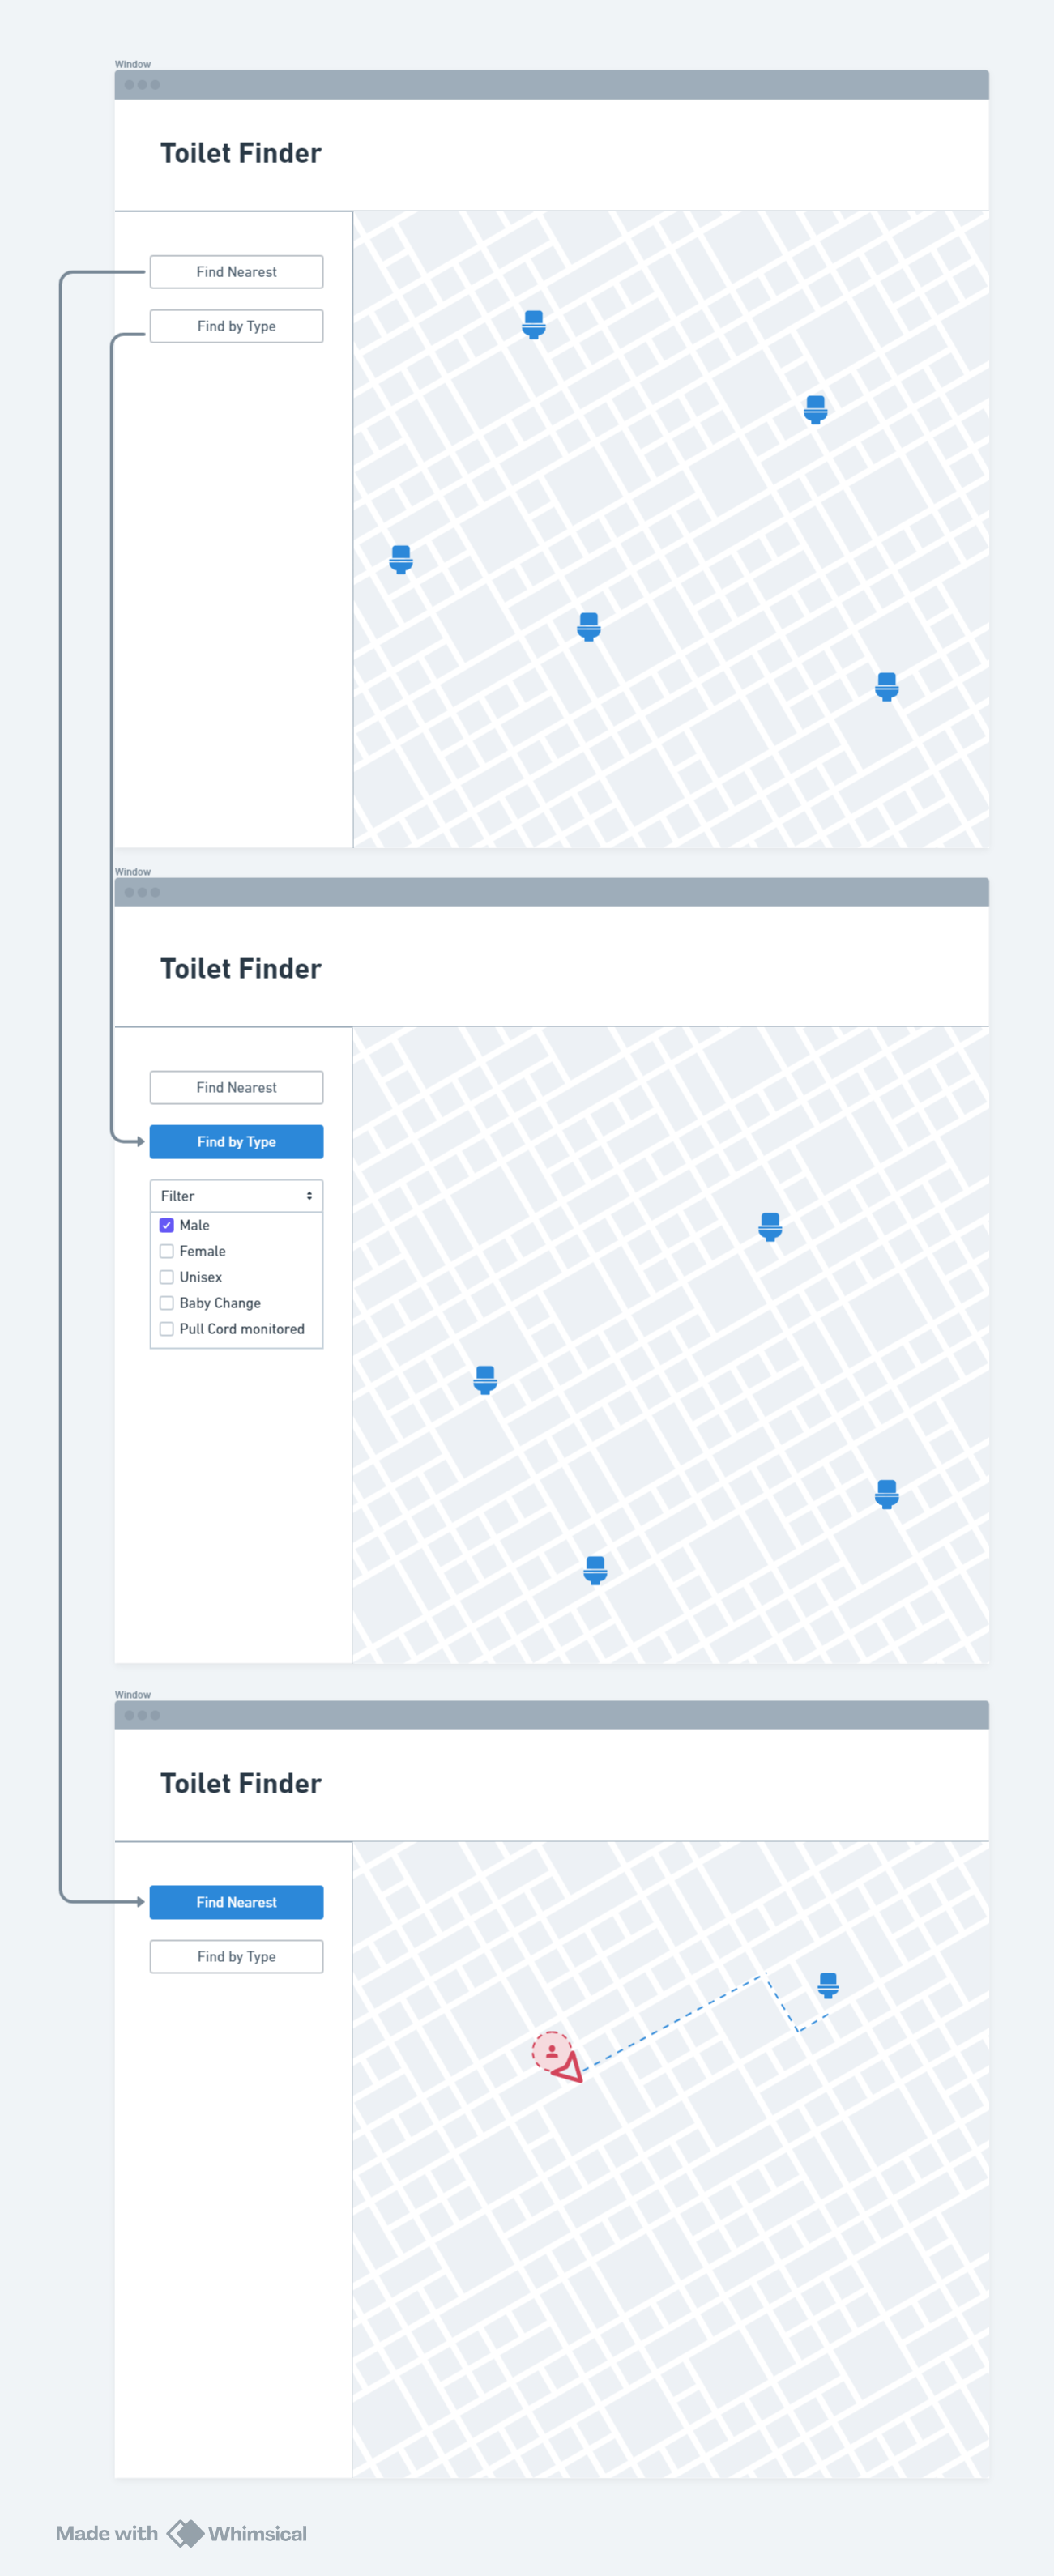 Window
Toilet Finder
Find Nearest
Find by Type
Window
Toilet Finder
Find Nearest
Find by Type
Filter
Male
Female
Unisex
Baby Change
Pull Cord monitored
Window
Toilet Finder
Find Nearest
Find by Type
Made with Whimsical